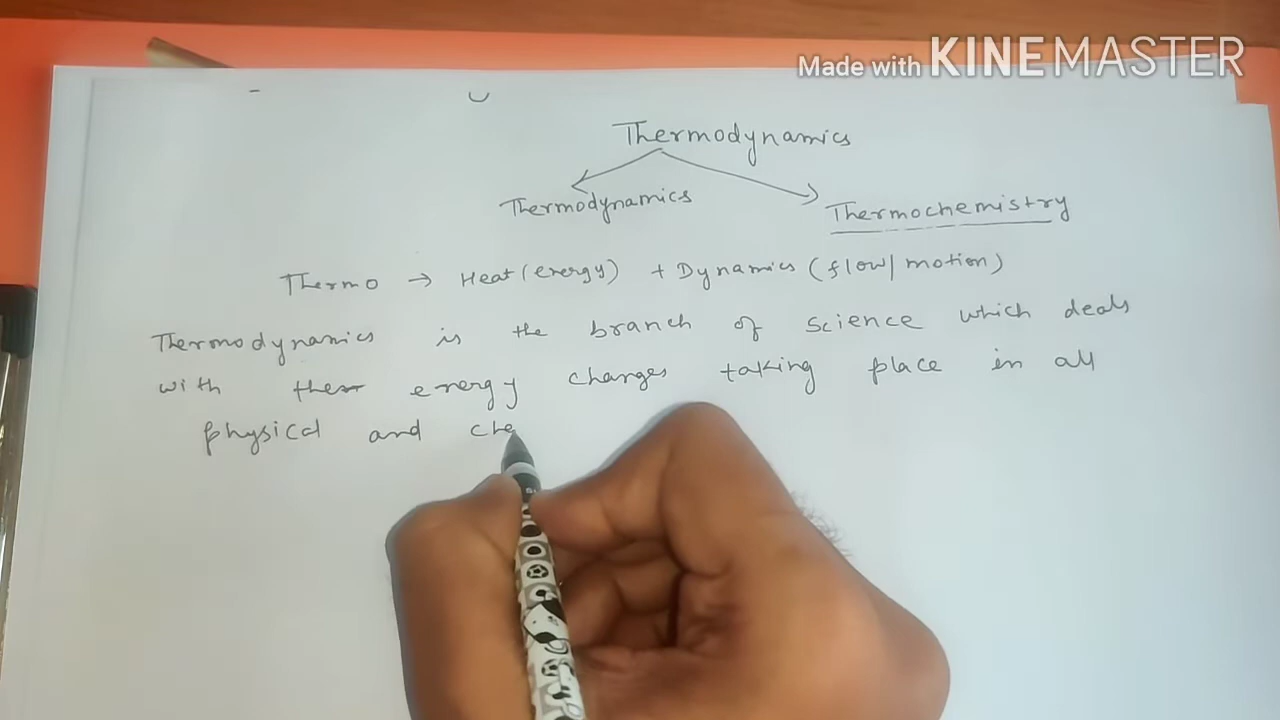 Made with KINEMASTER
Thermodynamics
Thermodynamics Thermochemistry
Thermo → Heat (energy) + Dynamics (flow/motion)
Thermodynamics is the branch of science which deals
with the energy changes taking place in all
physical and che